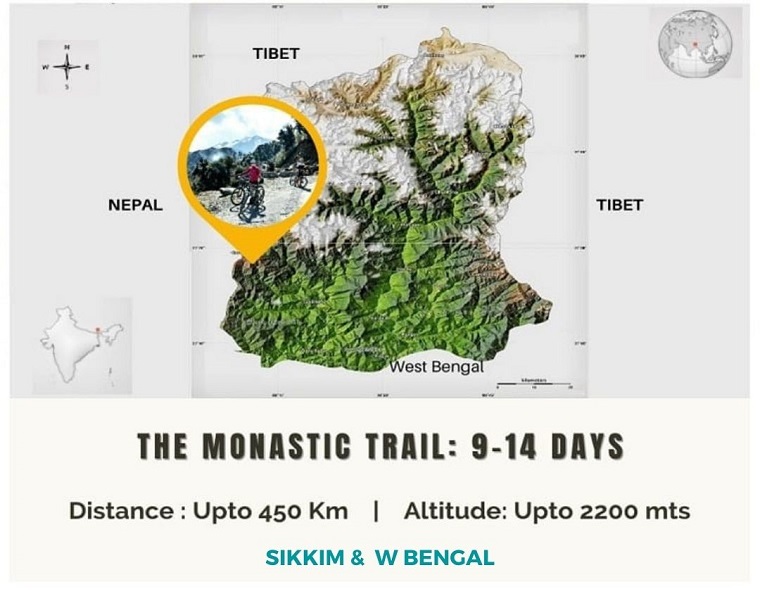 N
W E
S
TIBET
NEPAL
TIBET
West Bengal
kilometers
THE MONASTIC TRAIL: 9-14 DAYS
Distance : Upto 450 Km | Altitude: Upto 2200 mts
SIKKIM & W BENGAL